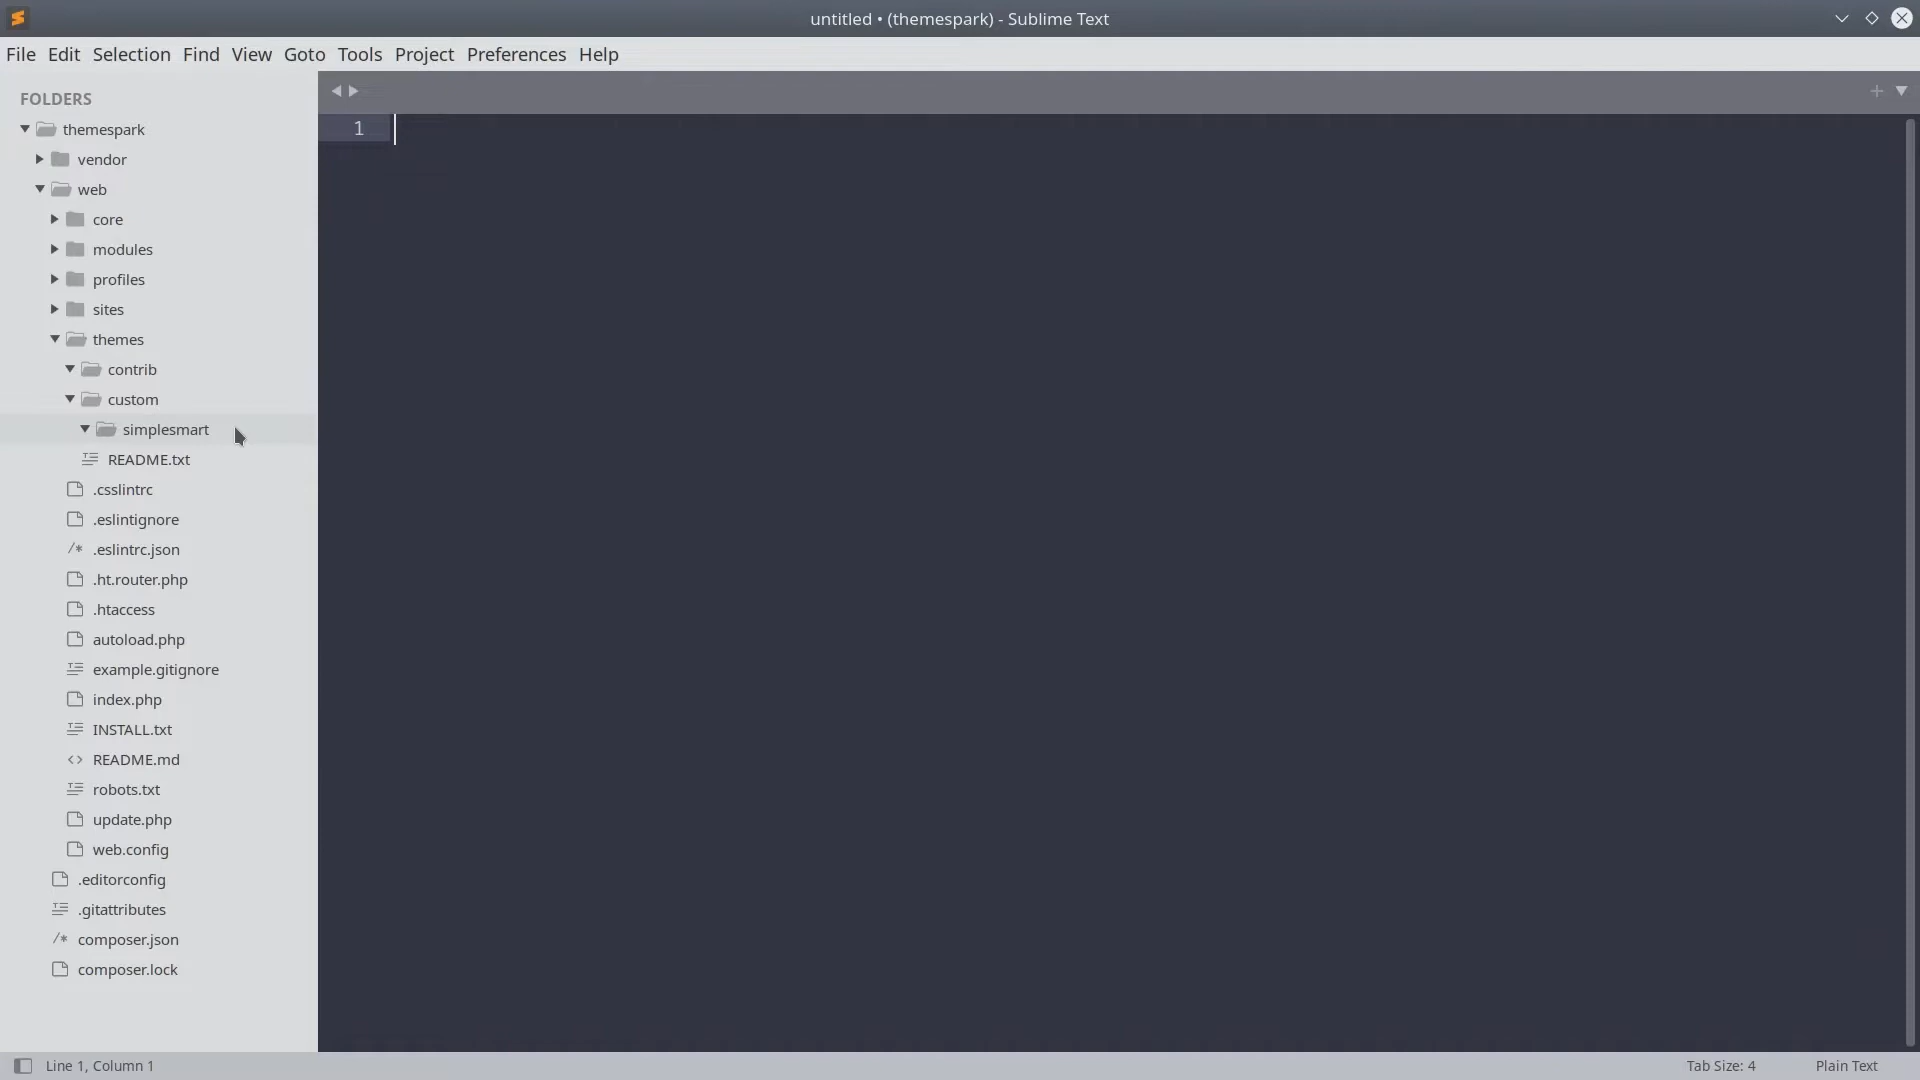 untitled • (themespark) - Sublime Text
File Edit Selection Find View Goto Tools Project Preferences Help
FOLDERS
themespark
vendor
web
core
modules
profiles
sites
themes
contrib
custom
simplesmart
README.txt
.csslintrc
.eslintignore
.eslintrc.json
.ht.router.php
.htaccess
autoload.php
example.gitignore
index.php
INSTALL.txt
README.md
robots.txt
update.php
web.config
.editorconfig
.gitattributes
composer.json
composer.lock
1
Line 1, Column 1
Tab Size: 4
Plain Text